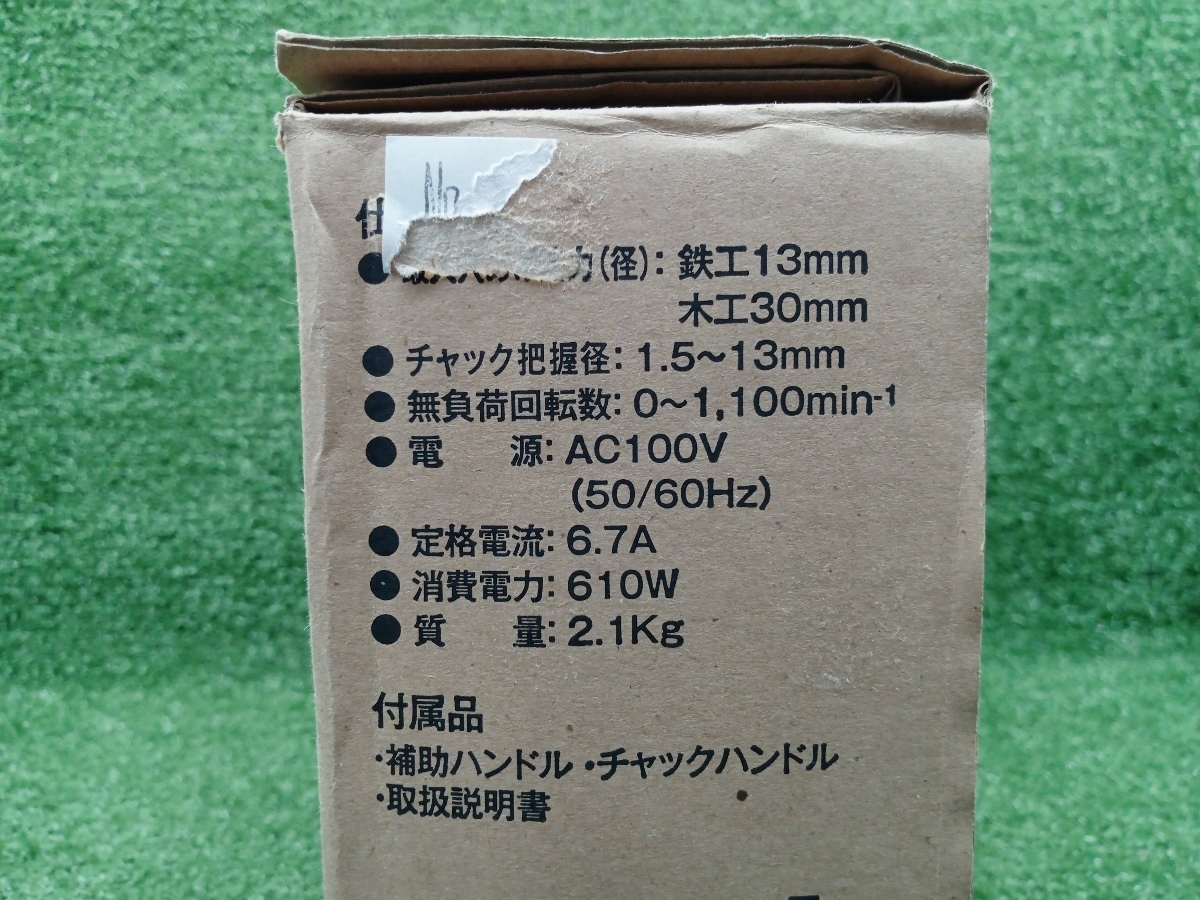 仕
力(径): 鉄工13mm
木工30mm
●チャック把握径: 1.5〜13mm
●無負荷回転数: 0〜1,100min-1
●電 源: AC100V
(50/60Hz)
●定格電流: 6.7A
●消費電力: 610W
●質 量: 2.1Kg
付属品
・補助ハンドル ・チャックハンドル
・取扱説明書